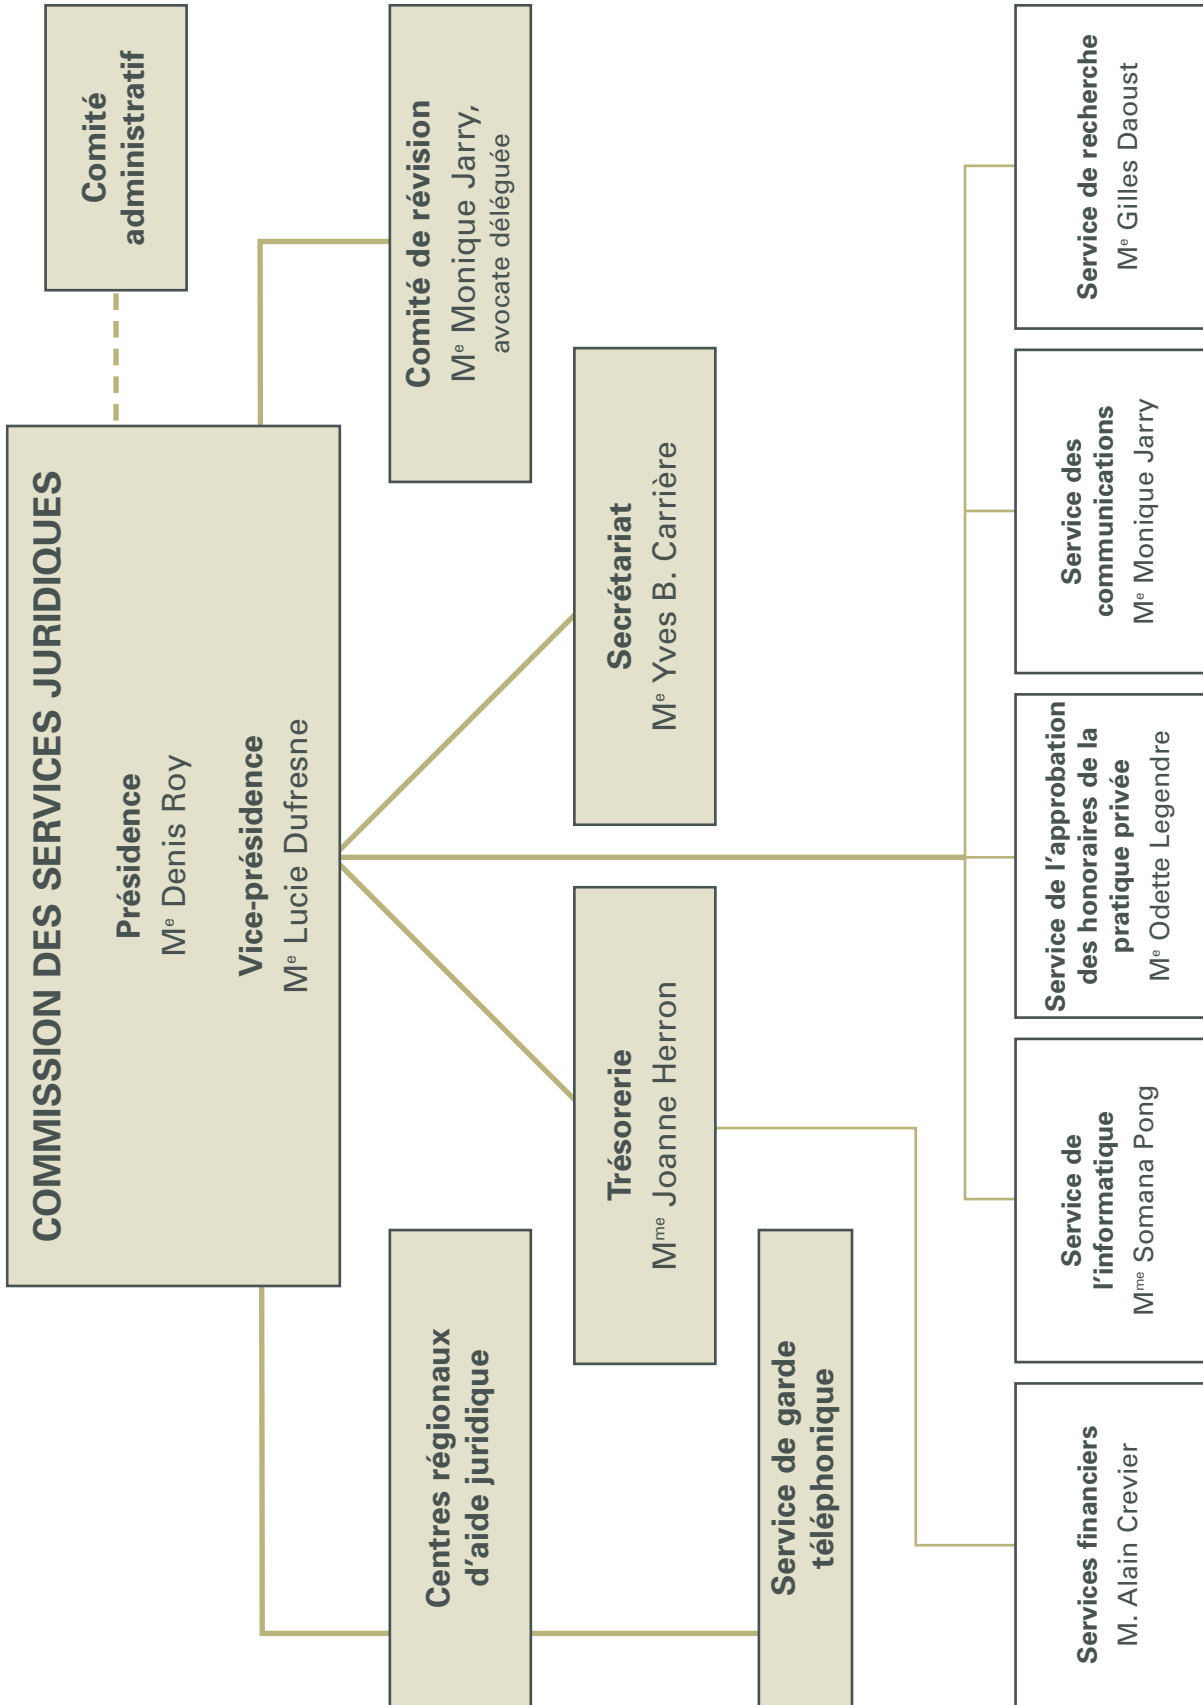 COMMISSION DES SERVICES JURIDIQUES
Présidence
Mᵉ Denis Roy
Vice-présidence
Mᵉ Lucie Dufresne
Comité
administratif
Centres régionaux
d'aide juridique
Comité de révision
Mᵉ Monique Jarry,
avocate déléguée
Trésorerie
Mᵐᵉ Joanne Herron
Secrétariat
Mᵉ Yves B. Carrière
Service de garde
téléphonique
Services financiers
M. Alain Crevier
Service de
l'informatique
Mᵐᵉ Somana Pong
Service de l'approbation
des honoraires de la
pratique privée
Mᵉ Odette Legendre
Service des
communications
Mᵉ Monique Jarry
Service de recherche
Mᵉ Gilles Daoust